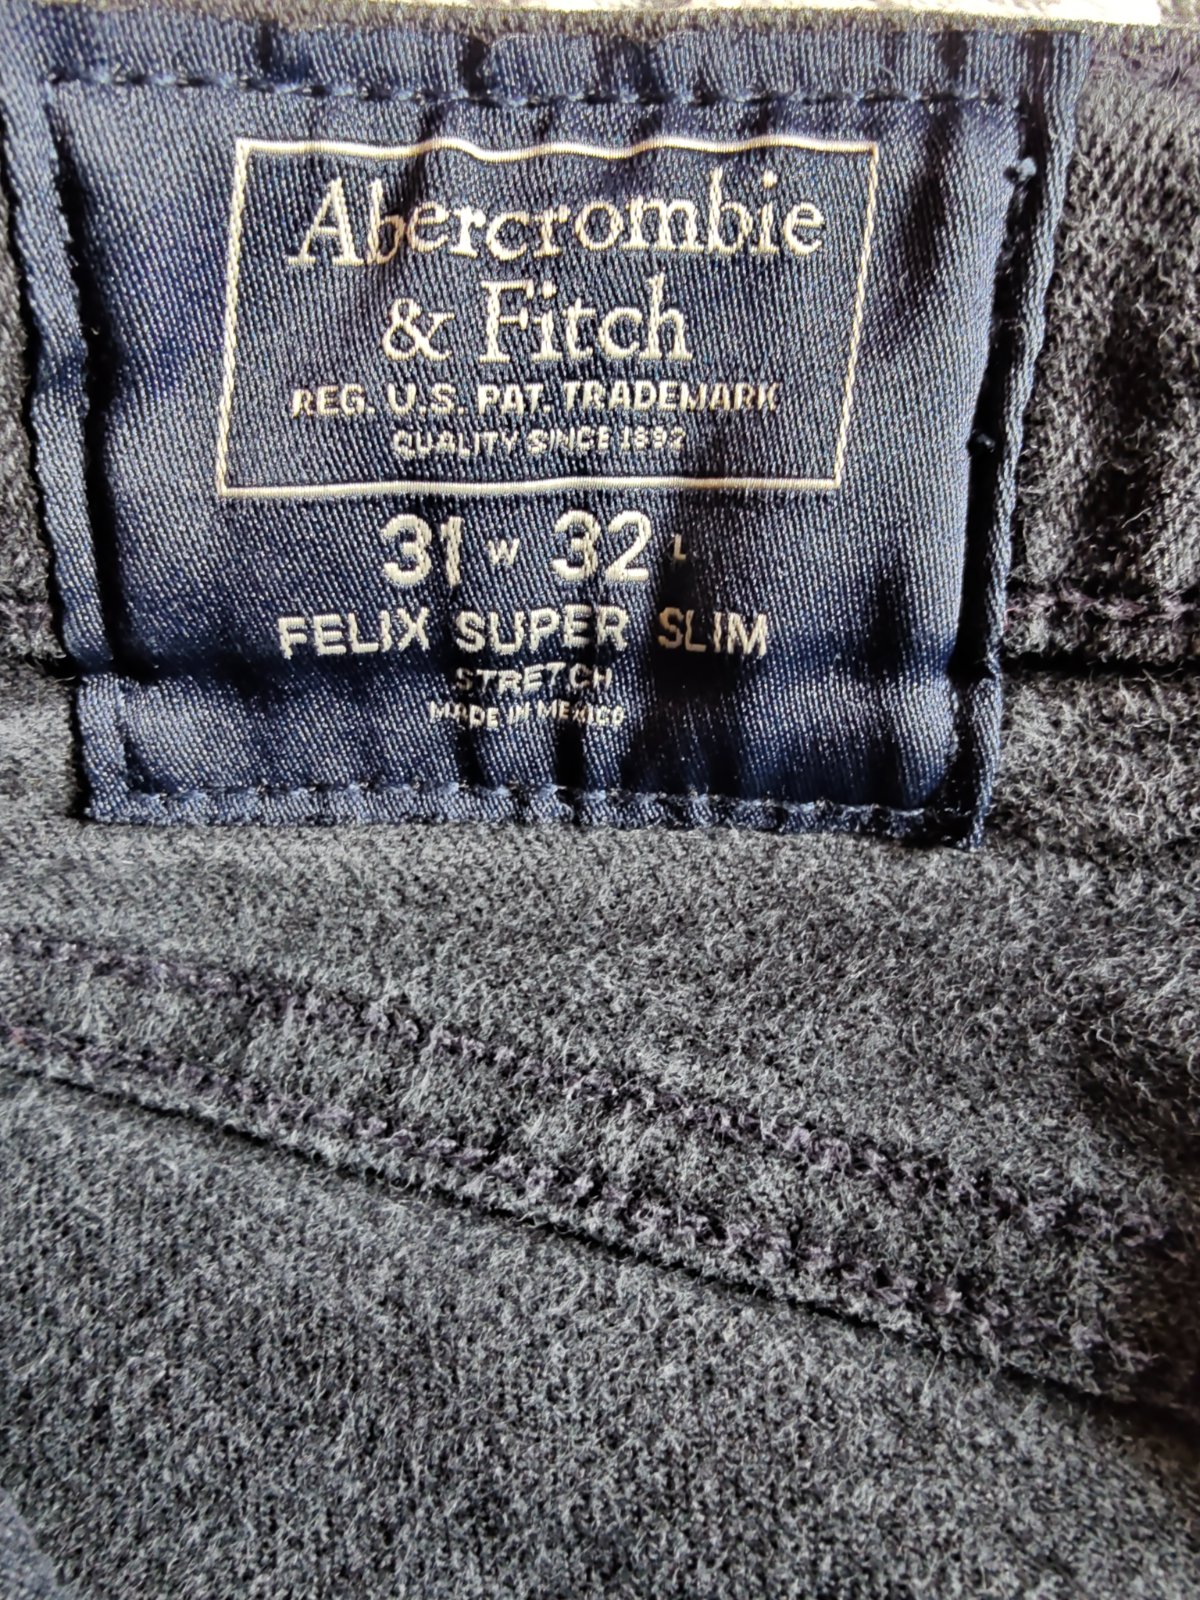 Abercrombie
& Fitch
REG. U.S. PAT. TRADEMARK
QUALITY SINCE 1892
31 W 32 L
FELIX SUPER SLIM
STRETCH
MADE IN MEXICO